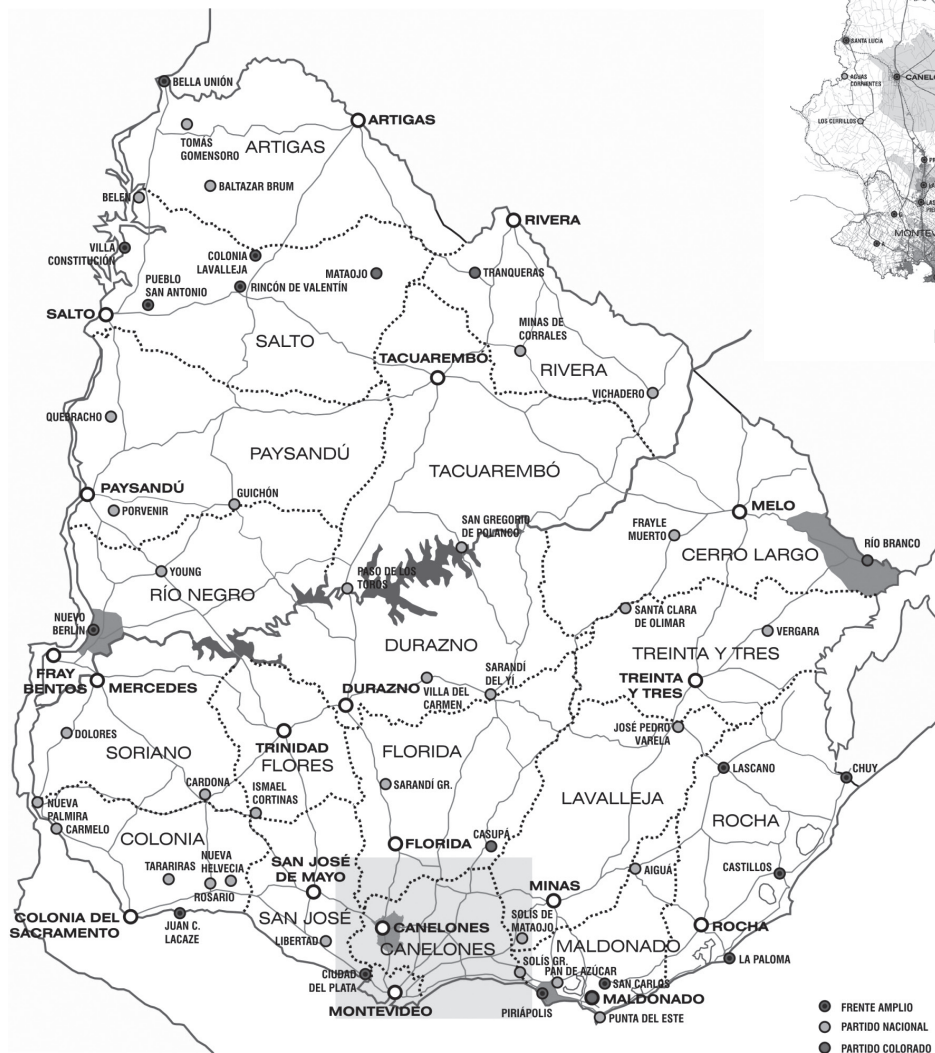 SANTA LUCÍA
AGUAS
CORRIENTES
LOS CERRILLOS
BELLA UNIÓN
ARTIGAS
TOMÁS
GOMENSORO
ARTIGAS
BALTAZAR BRUM
BELÉN
RIVERA
VILLA
CONSTITUCIÓN
COLONIA
LAVALLEJA
MATAOJO
TRANQUERAS
PUEBLO
SAN ANTONIO
RINCÓN DE VALENTÍN
SALTO
SALTO
MINAS DE
CORRALES
TACUAREMBÓ
RIVERA
VICHADERO
QUEBRACHO
PAYSANDÚ
TACUAREMBÓ
PAYSANDÚ
GUICHÓN
PORVENIR
MELO
SAN GREGORIO
DE POLANCO
FRAYLE
MUERTO
CERRO LARGO
RÍO BRANCO
YOUNG
PASO DE LOS
TOROS
RÍO NEGRO
NUEVO
BERLÍN
SANTA CLARA
DE OLIMAR
VERGARA
DURAZNO
TREINTA Y TRES
FRAY
BENTOS
MERCEDES
SARANDÍ
DEL YÍ
DURAZNO
VILLA DEL
CARMEN
TREINTA
Y TRES
DOLORES
SORIANO
TRINIDAD
FLORES
FLORIDA
JOSÉ PEDRO
VARELA
LASCANO
CHUY
CARDONA
ISMAEL
CORTINAS
SARANDÍ GR.
LAVALLEJA
NUEVA
PALMIRA
CARMELO
COLONIA
ROCHA
FLORIDA
CASUPÁ
TARARIRAS
NUEVA
HELVECIA
ROSARIO
SAN JOSÉ
DE MAYO
AIGUÁ
CASTILLOS
MINAS
COLONIA DEL
SACRAMENTO
JUAN C.
LACAZE
SAN JOSÉ
LIBERTAD
CANELONES
CANELONES
SOLÍS DE
MATAOJO
MALDONADO
ROCHA
CIUDAD
DEL PLATA
SOLÍS GR.
PAN DE AZÚCAR
SAN CARLOS
LA PALOMA
MONTEVIDEO
PIRIÁPOLIS
MALDONADO
PUNTA DEL ESTE
FRENTE AMPLIO
PARTIDO NACIONAL
PARTIDO COLORADO